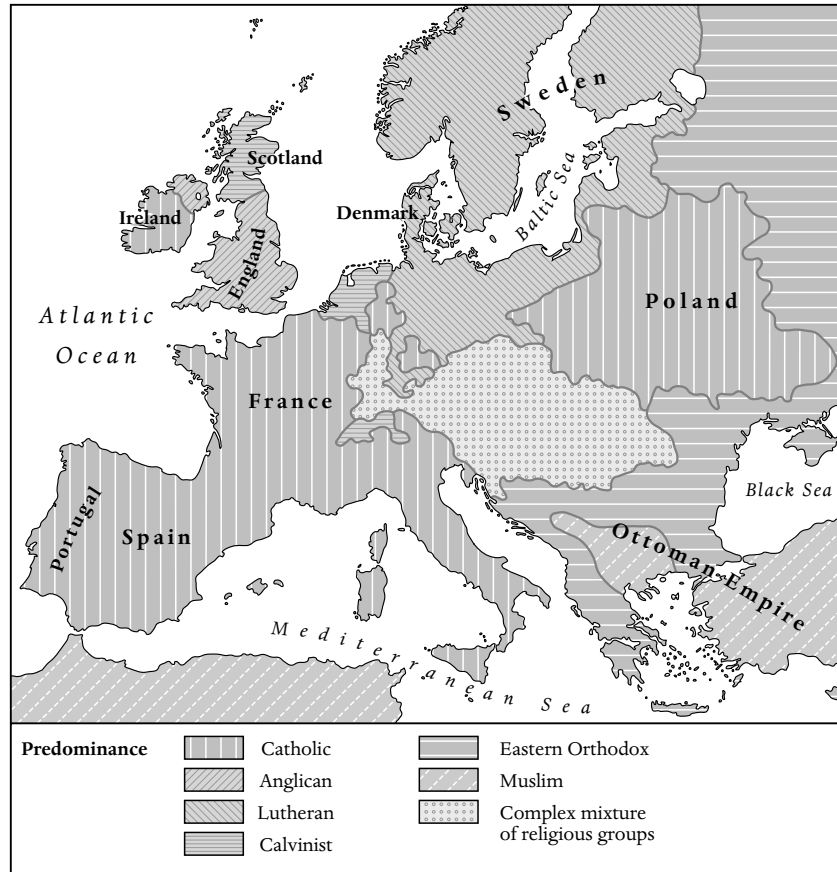 Sweden
Scotland
Ireland
Denmark
Baltic Sea
England
Poland
Atlantic
Ocean
France
Black Sea
Portugal
Spain
Ottoman Empire
Mediterranean Sea
Predominance
Catholic
Anglican
Lutheran
Calvinist
Eastern Orthodox
Muslim
Complex mixture
of religious groups